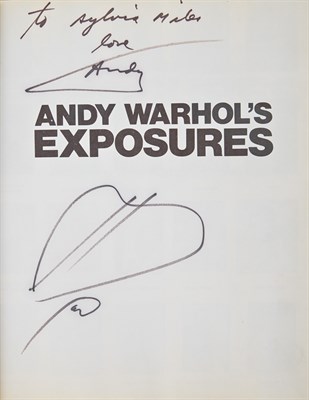 to Sylvia Miles
love
Andy
ANDY WARHOL'S
EXPOSURES